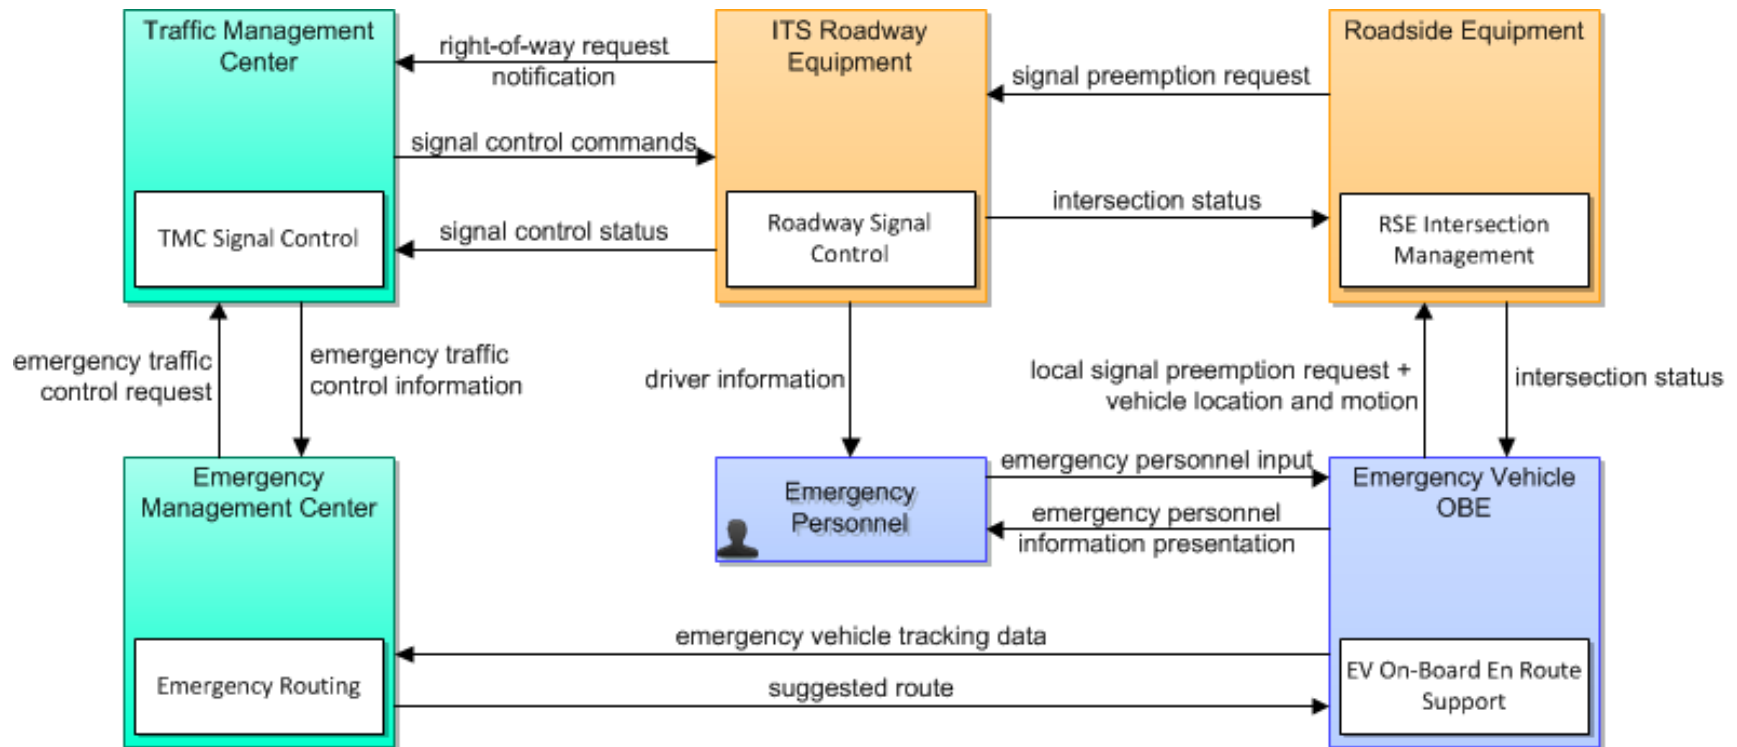 Traffic Management
Center
right-of-way request
notification
ITS Roadway
Equipment
signal preemption request
Roadside Equipment
signal control commands
TMC Signal Control
signal control status
Roadway Signal
Control
intersection status
RSE Intersection
Management
emergency traffic
control request
emergency traffic
control information
driver information
local signal preemption request +
vehicle location and motion
intersection status
Emergency
Management Center
Emergency
Personnel
emergency personnel input
emergency personnel
information presentation
Emergency Vehicle
OBE
Emergency Routing
emergency vehicle tracking data
suggested route
EV On-Board En Route
Support